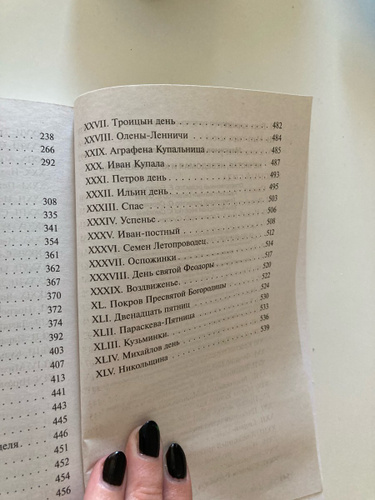 238
266
292
308
335
341
354
361
362
367
370
372
374
392
403
407
413
441
443
445
446
451
452
454
456
XXVII. Троицын день 482
XXVIII. Олены-Ленничи 484
XXIX. Аграфена Купальница 485
XXX. Иван Купала 487
XXXI. Петров день 493
XXXII. Ильин день 495
XXXIII. Спас 503
XXXIV. Успенье 506
XXXV. Иван-постный 508
XXXVI. Семен Летопроводец 512
XXXVII. Оспожинки 514
XXXVIII. День святой Феодоры 517
XXXIX. Воздвиженье 520
XL. Покров Пресвятой Богородицы 522
XLI. Двенадцать пятниц 524
XLII. Параскева-Пятница 530
XLIII. Кузьминки 533
XLIV. Михайлов день 536
XLV. Никольщина 539